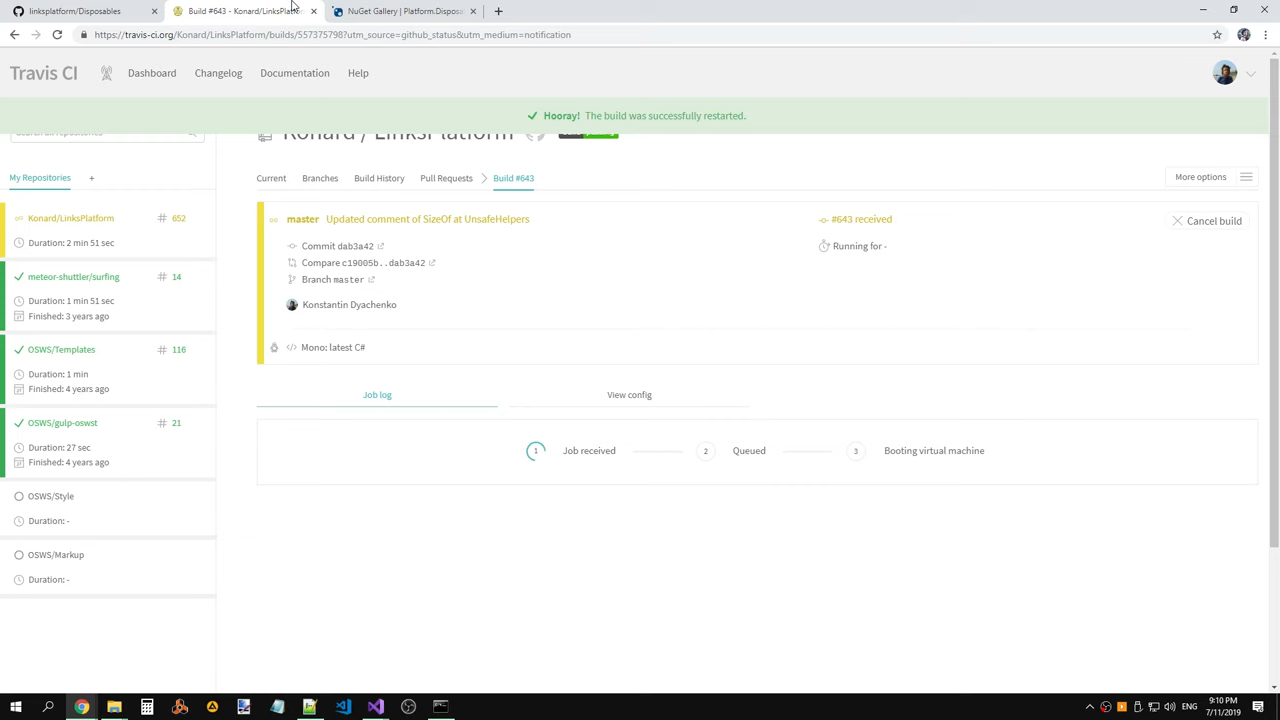 linksplatform/Disposables
Build #643 - Konard/LinksPlatform
NuGet Gallery | Platform.Disposa
https://travis-ci.org/Konard/LinksPlatform/builds/557375798?utm_source=github_status&utm_medium=notification
Travis CI
Dashboard
Changelog
Documentation
Help
Hooray! The build was successfully restarted.
Search all repositories
Konard / LinksPlatform
My Repositories +
Current
Branches
Build History
Pull Requests
Build #643
More options
Konard/LinksPlatform # 652
Duration: 2 min 51 sec
meteor-shuttler/surfing # 14
Duration: 1 min 51 sec
Finished: 3 years ago
OSWS/Templates # 116
Duration: 1 min
Finished: 4 years ago
OSWS/gulp-oswst # 21
Duration: 27 sec
Finished: 4 years ago
OSWS/Style
Duration: -
OSWS/Markup
Duration: -
master Updated comment of SizeOf at UnsafeHelpers
Commit dab3a42
Compare c19005b..dab3a42
Branch master
Konstantin Dyachenko
#643 received
Running for -
Cancel build
</> Mono: latest C#
Job log
View config
1 Job received
2 Queued
3 Booting virtual machine
ENG
9:10 PM
7/11/2019